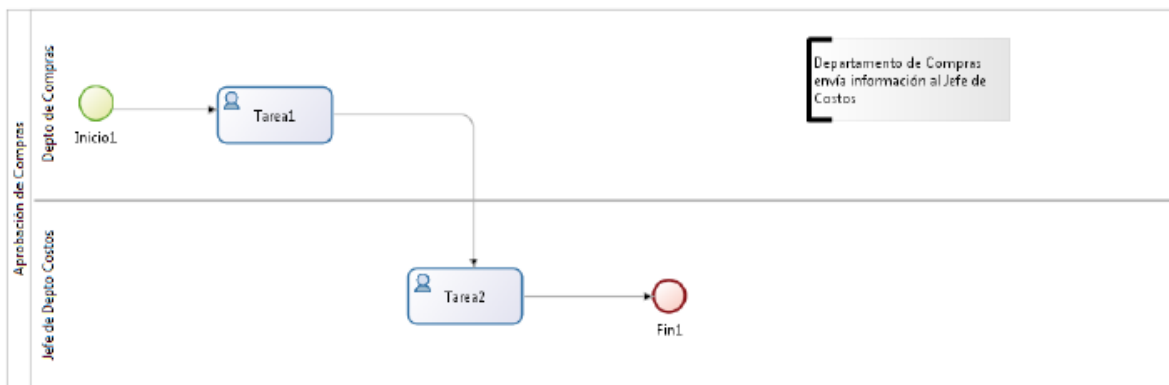 Aprobación de Compras
Depto de Compras
Inicio1
Tarea1
Departamento de Compras
envía información al Jefe de
Costos
Jefe de Depto Costos
Tarea2
Fin1